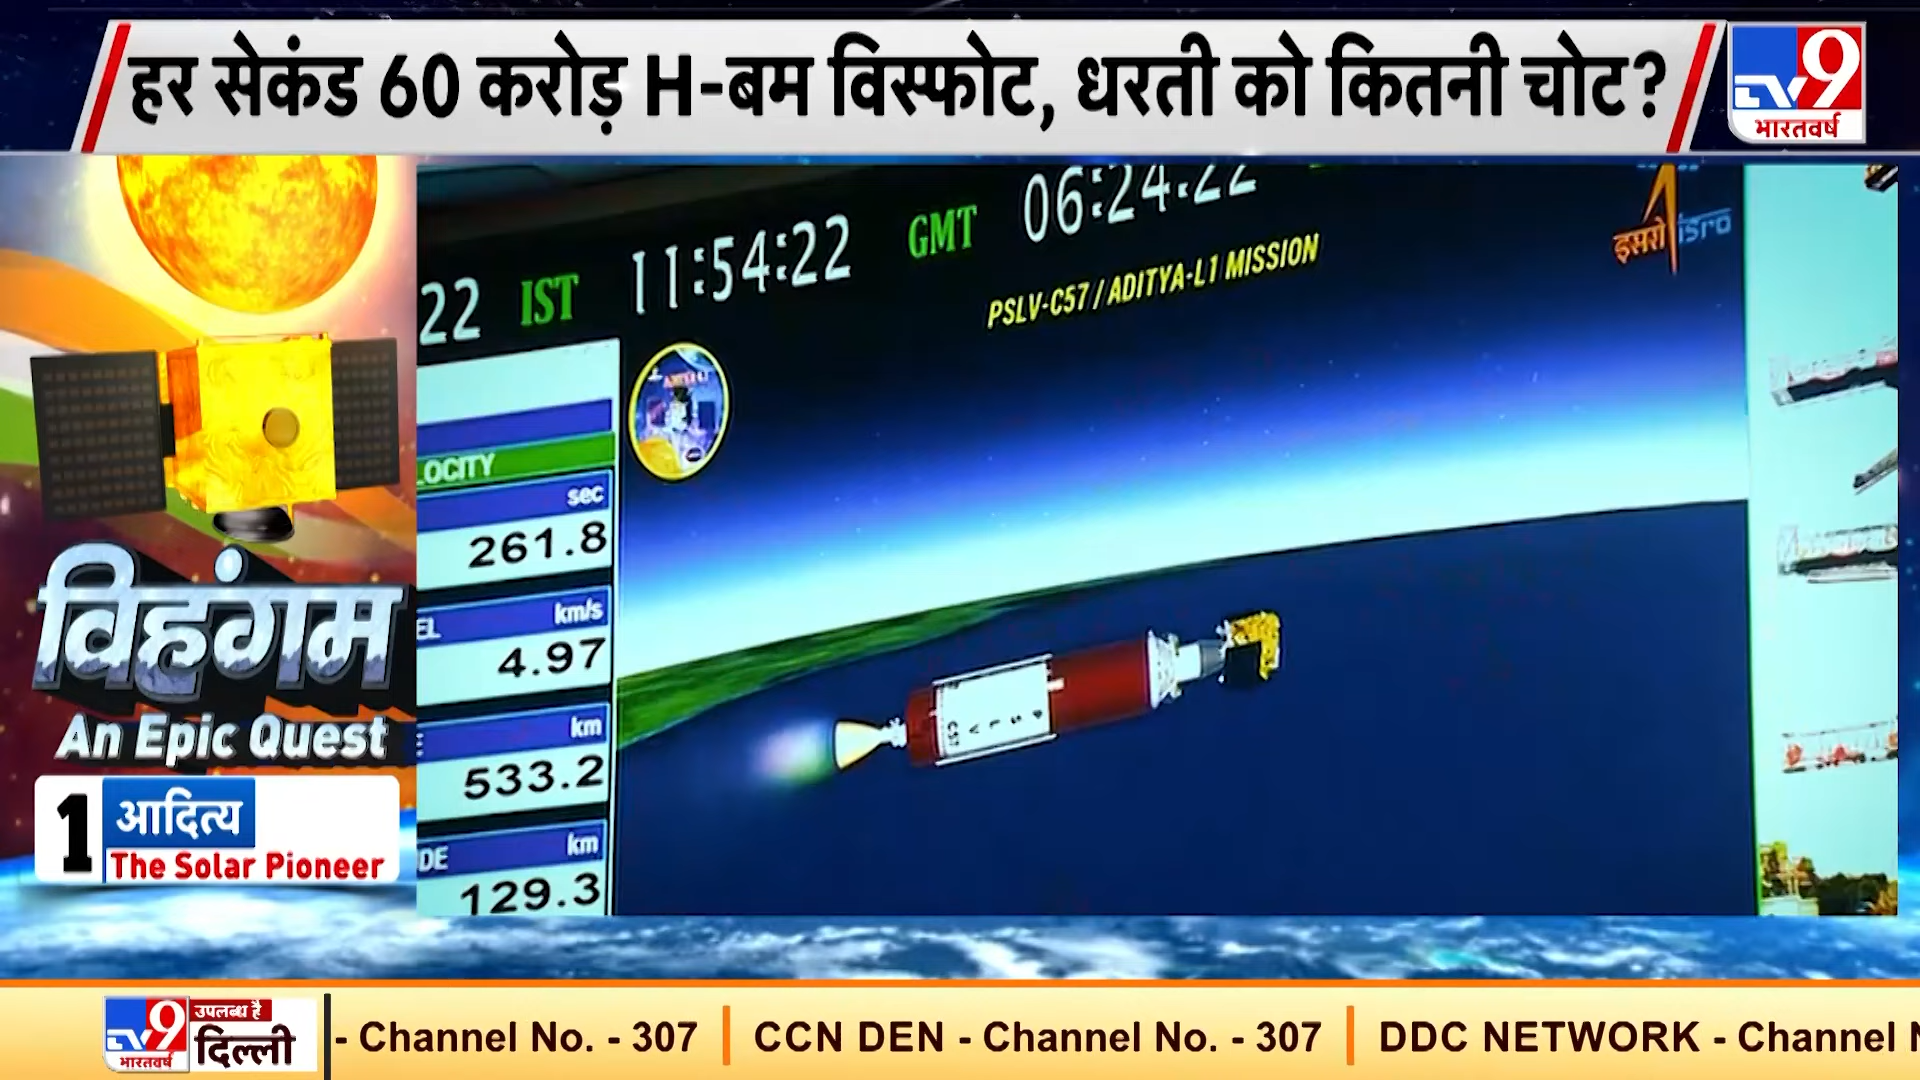 हर सेकंड 60 करोड़ H-बम विस्फोट, धरती को कितनी चोट?
TV9
भारतवर्ष
22 IST 11:54:22 GMT 06:24:22
PSLV-C57 / ADITYA-L1 MISSION
इसरो isro
LOCITY
sec
261.8
EL km/s
4.97
km
533.2
DE km
129.3
विहंगम
An Epic Quest
1 आदित्य
The Solar Pioneer
TV9 भारतवर्ष उपलब्ध है दिल्ली
- Channel No. - 307 | CCN DEN - Channel No. - 307 | DDC NETWORK - Channel N